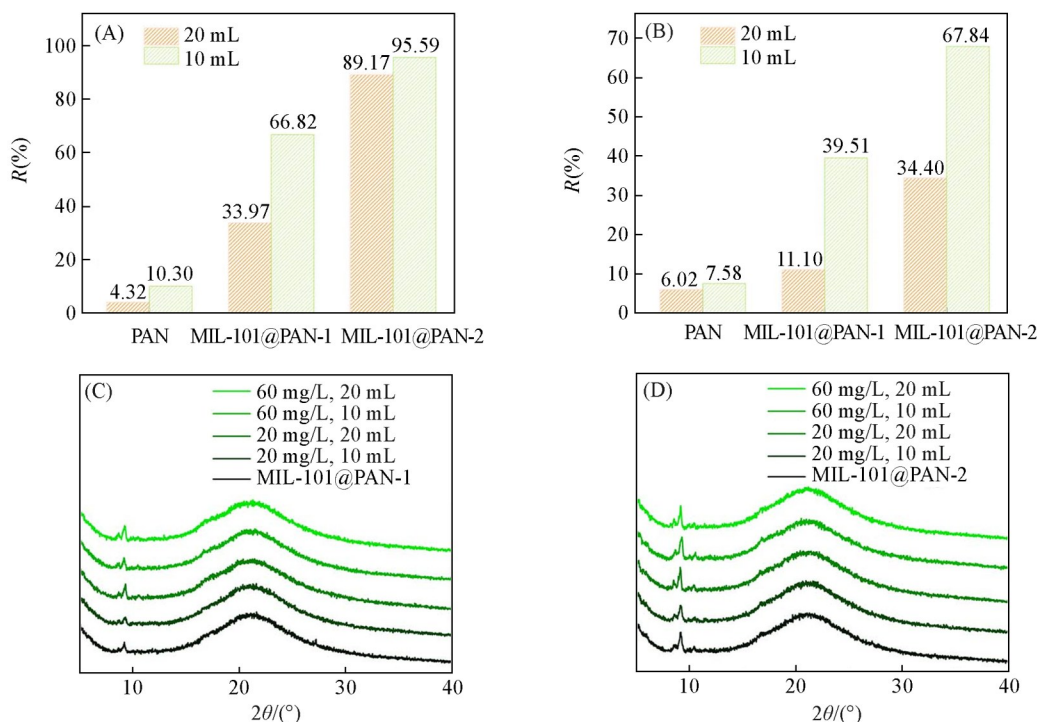 (A)
20 mL
10 mL
100
80
60
40
20
0
R(%)
4.32
10.30
33.97
66.82
89.17
95.59
PAN
MIL-101@PAN-1
MIL-101@PAN-2
(B)
20 mL
10 mL
70
60
50
40
30
20
10
0
R(%)
6.02
7.58
11.10
39.51
34.40
67.84
PAN
MIL-101@PAN-1
MIL-101@PAN-2
(C)
60 mg/L, 20 mL
60 mg/L, 10 mL
20 mg/L, 20 mL
20 mg/L, 10 mL
MIL-101@PAN-1
10
20
30
40
2θ/(°)
(D)
60 mg/L, 20 mL
60 mg/L, 10 mL
20 mg/L, 20 mL
20 mg/L, 10 mL
MIL-101@PAN-2
10
20
30
40
2θ/(°)